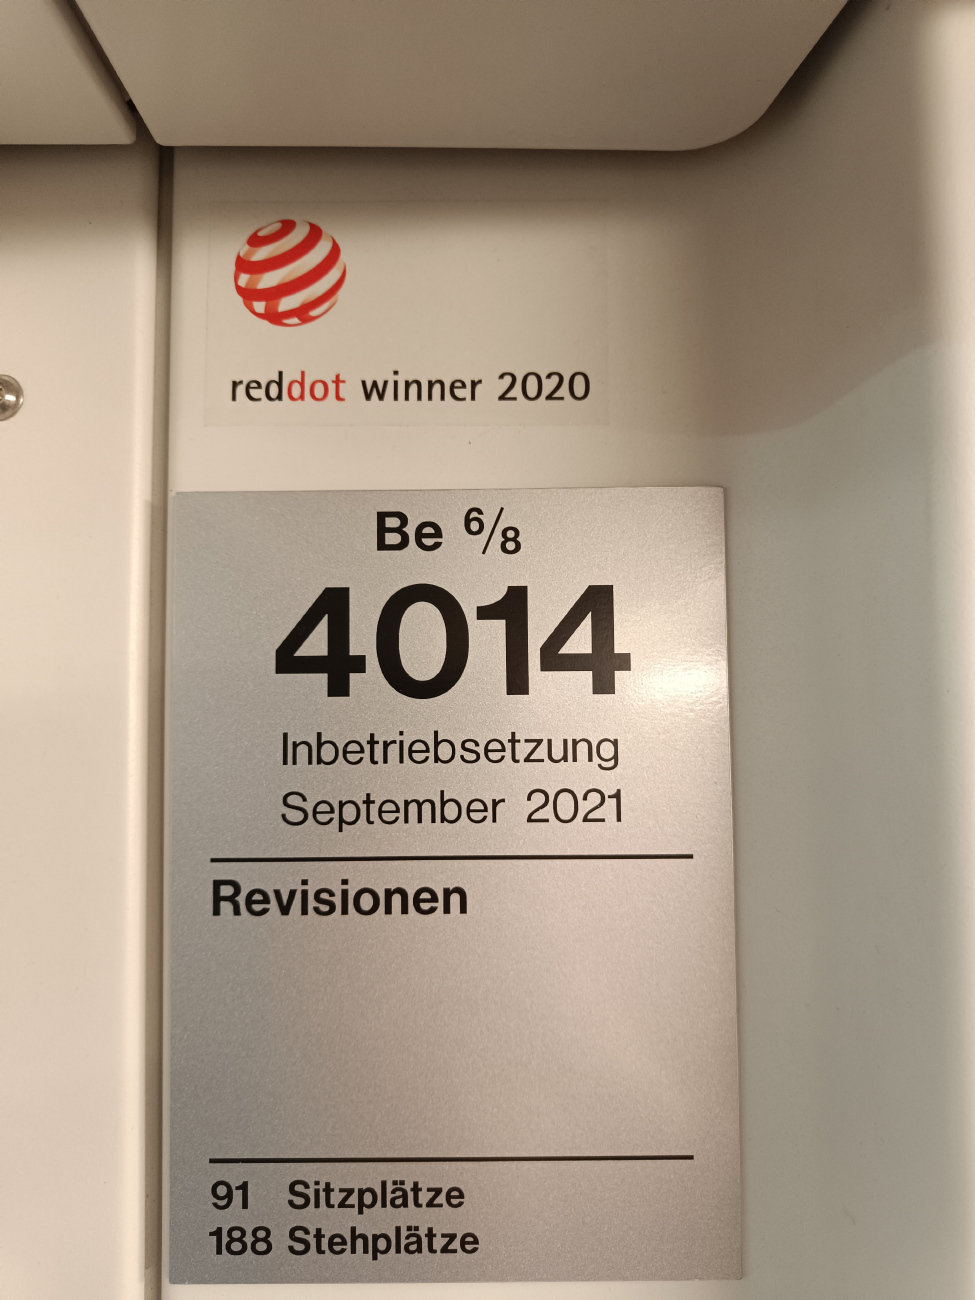 reddot winner 2020
Be 6/8
4014
Inbetriebsetzung
September 2021
Revisionen
91 Sitzplätze
188 Stehplätze